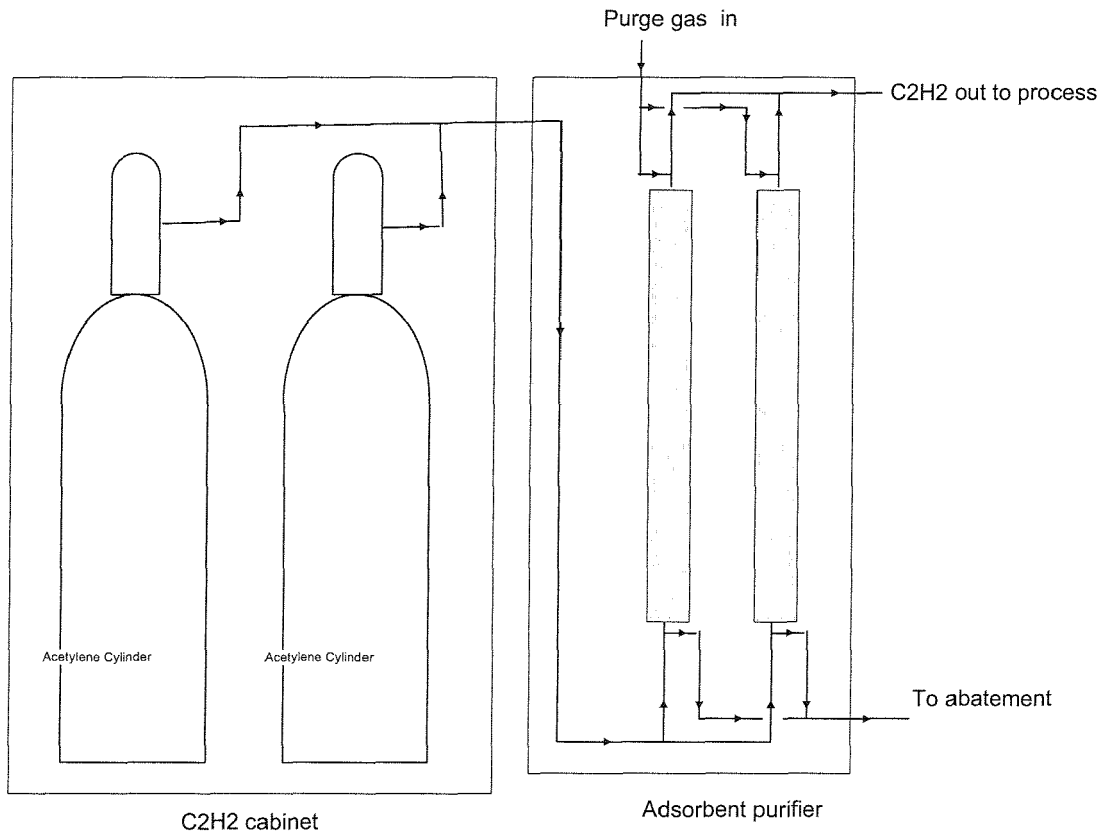 Purge gas in
C2H2 out to process
Acetylene Cylinder
Acetylene Cylinder
To abatement
C2H2 cabinet
Adsorbent purifier